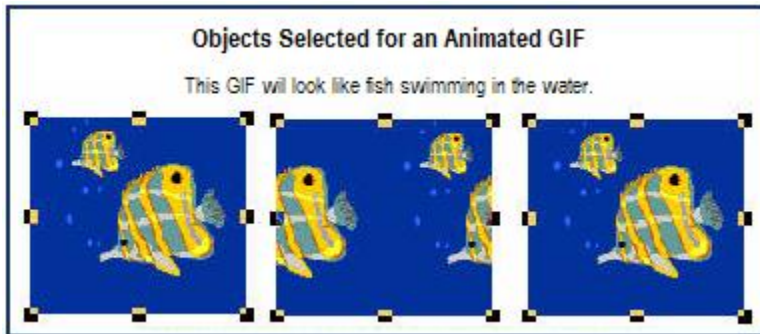 Objects Selected for an Animated GIF
This GIF will look like fish swimming in the water.